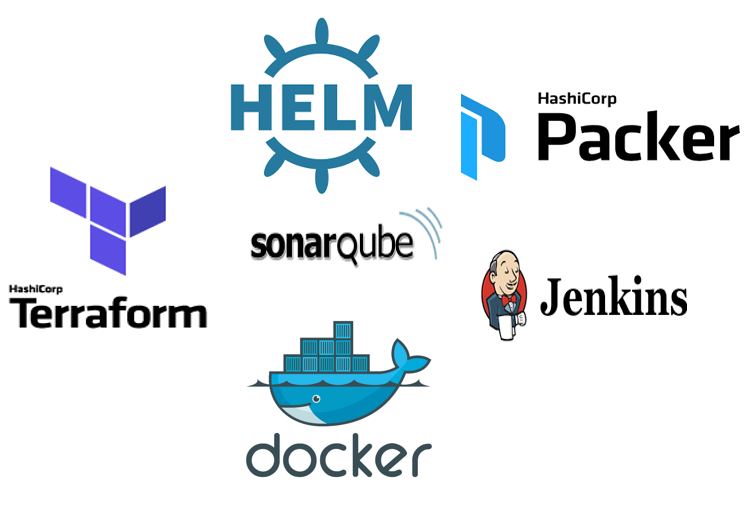 HELM
HashiCorp
Packer
sonarqube
HashiCorp
Terraform
Jenkins
docker